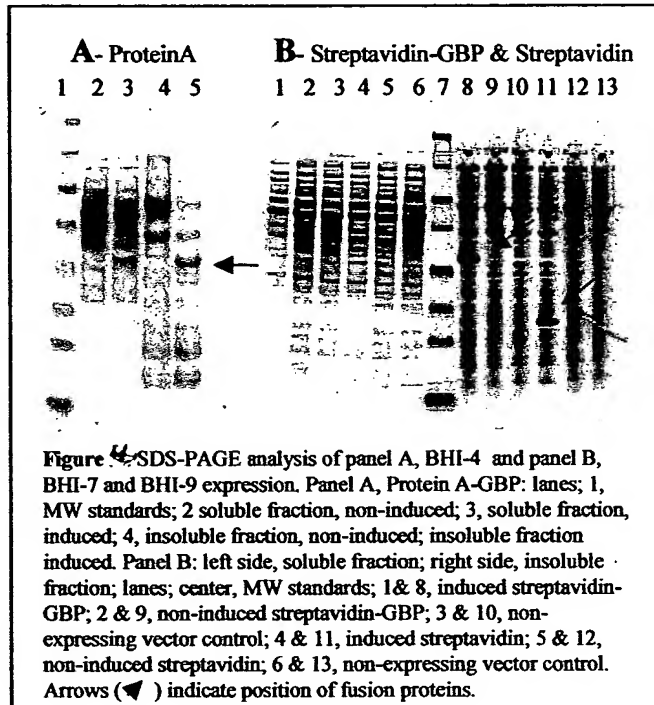 A- ProteinA B- Streptavidin-GBP & Streptavidin
1 2 3 4 5 1 2 3 4 5 6 7 8 9 10 11 12 13
Figure 4 SDS-PAGE analysis of panel A, BHI-4 and panel B,
BHI-7 and BHI-9 expression. Panel A, Protein A-GBP: lanes; 1,
MW standards; 2 soluble fraction, non-induced; 3, soluble fraction,
induced; 4, insoluble fraction, non-induced; insoluble fraction
induced. Panel B: left side, soluble fraction; right side, insoluble
fraction; lanes; center, MW standards; 1& 8, induced streptavidin-
GBP; 2 & 9, non-induced streptavidin-GBP; 3 & 10, non-
expressing vector control; 4 & 11, induced streptavidin; 5 & 12,
non-induced streptavidin; 6 & 13, non-expressing vector control.
Arrows ( ) indicate position of fusion proteins.